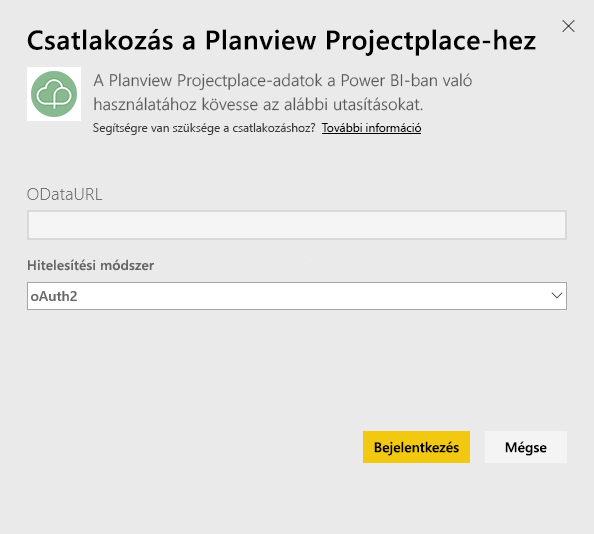 Csatlakozás a Planview Projectplace-hez
A Planview Projectplace-adatok a Power BI-ban való
használatához kövesse az alábbi utasításokat.
Segítségre van szüksége a csatlakozáshoz? További információ
ODataURL
Hitelesítési módszer
oAuth2
Bejelentkezés Mégse